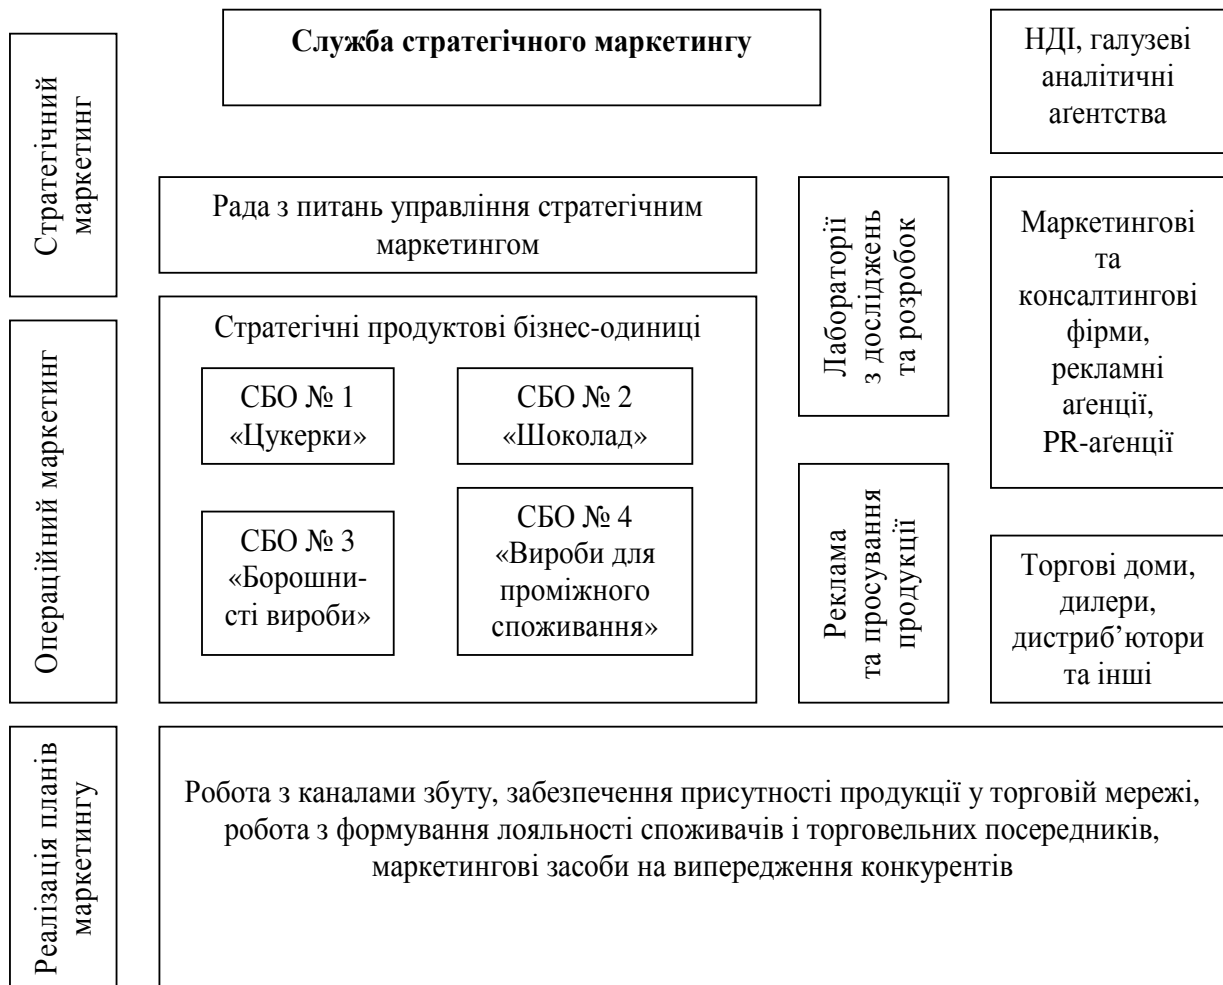 Стратегічний
маркетинг
Служба стратегічного маркетингу
НДІ, галузеві
аналітичні
аґентства
Рада з питань управління стратегічним
маркетингом
Лабораторії
з досліджень
та розробок
Маркетингові
та
консалтингові
фірми,
рекламні
аґенції,
PR-аґенції
Операційний маркетинг
Стратегічні продуктові бізнес-одиниці
СБО № 1
«Цукерки»
СБО № 2
«Шоколад»
СБО № 3
«Борошни-
сті вироби»
СБО № 4
«Вироби для
проміжного
споживання»
Реклама
та просування
продукції
Торгові доми,
дилери,
дистриб’ютори
та інші
Реалізація планів
маркетингу
Робота з каналами збуту, забезпечення присутності продукції у торговій мережі,
робота з формування лояльності споживачів і торговельних посередників,
маркетингові засоби на випередження конкурентів